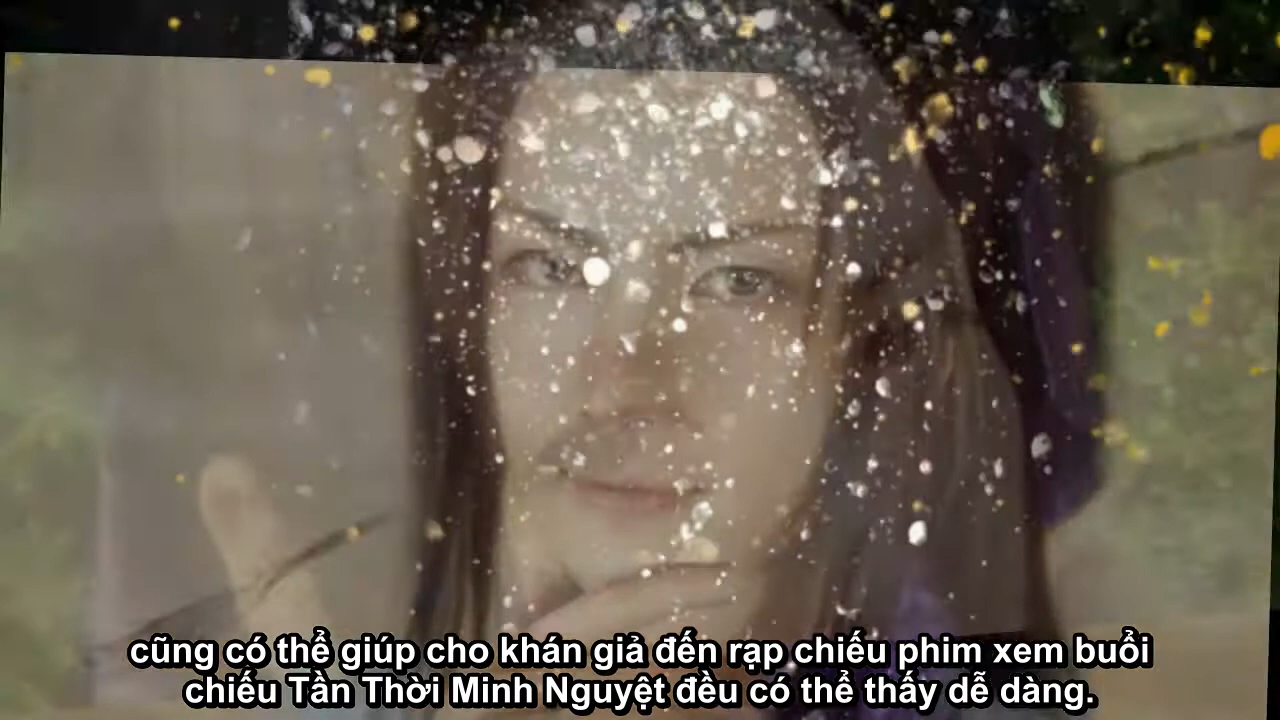 cũng có thể giúp cho khán giả đến rạp chiếu phim xem buổi
chiếu Tần Thời Minh Nguyệt đều có thể thấy dễ dàng.